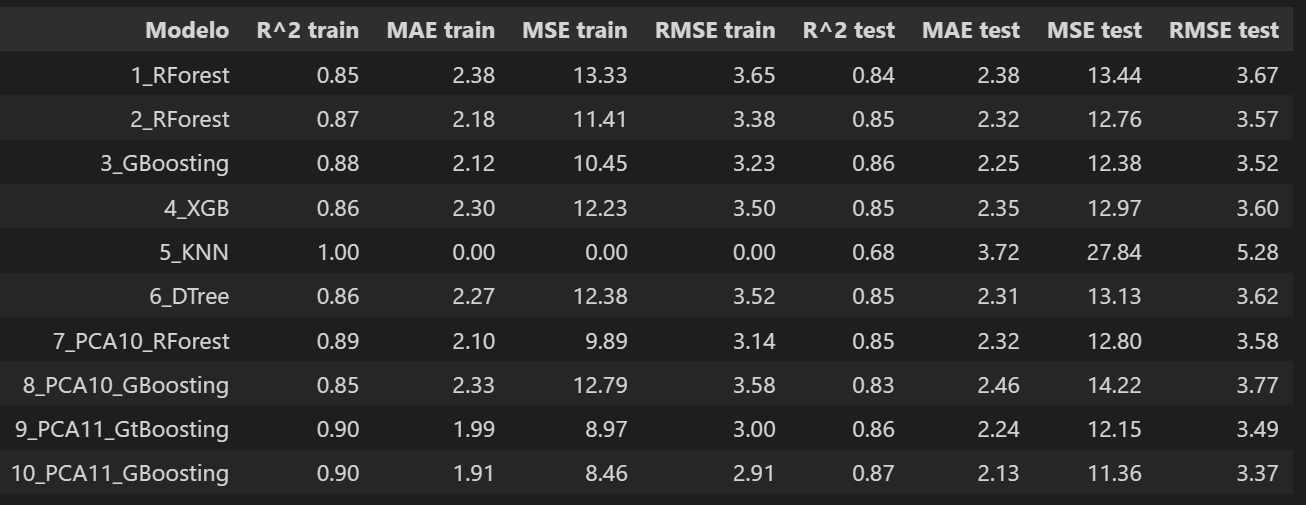 Modelo R^2 train MAE train MSE train RMSE train R^2 test MAE test MSE test RMSE test
1_RForest 0.85 2.38 13.33 3.65 0.84 2.38 13.44 3.67
2_RForest 0.87 2.18 11.41 3.38 0.85 2.32 12.76 3.57
3_GBoosting 0.88 2.12 10.45 3.23 0.86 2.25 12.38 3.52
4_XGB 0.86 2.30 12.23 3.50 0.85 2.35 12.97 3.60
5_KNN 1.00 0.00 0.00 0.00 0.68 3.72 27.84 5.28
6_DTree 0.86 2.27 12.38 3.52 0.85 2.31 13.13 3.62
7_PCA10_RForest 0.89 2.10 9.89 3.14 0.85 2.32 12.80 3.58
8_PCA10_GBoosting 0.85 2.33 12.79 3.58 0.83 2.46 14.22 3.77
9_PCA11_GtBoosting 0.90 1.99 8.97 3.00 0.86 2.24 12.15 3.49
10_PCA11_GBoosting 0.90 1.91 8.46 2.91 0.87 2.13 11.36 3.37